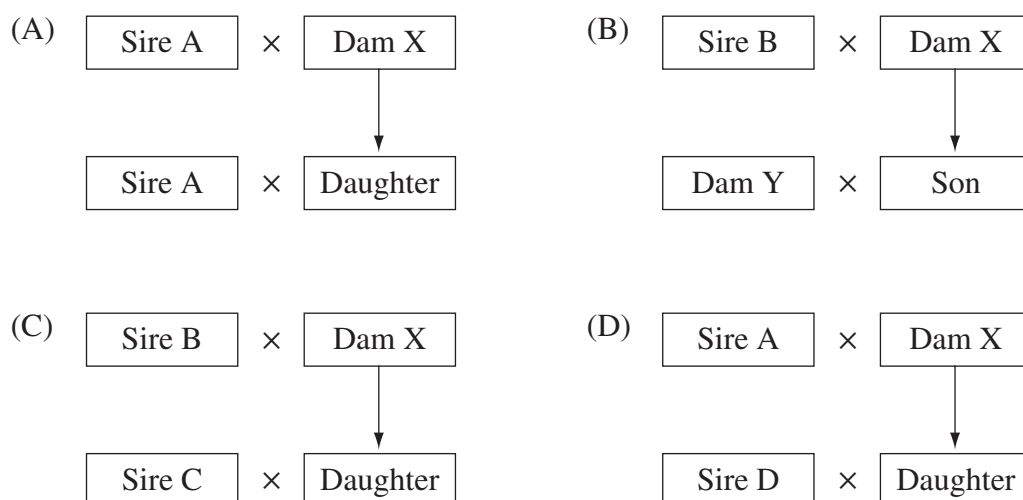 (A) Sire A × Dam X (B) Sire B × Dam X
Sire A × Daughter Dam Y × Son
(C) Sire B × Dam X (D) Sire A × Dam X
Sire C × Daughter Sire D × Daughter